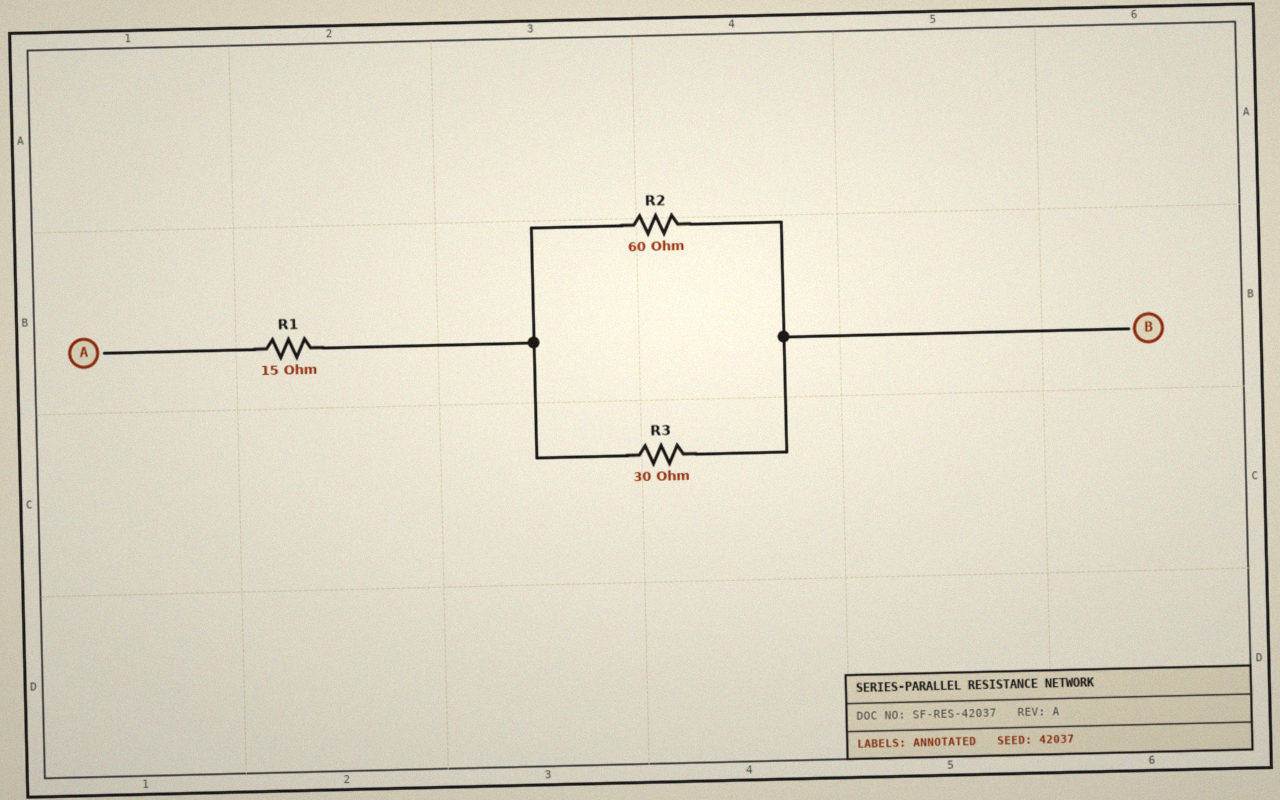 1 2 3 4 5 6
A A
R2
60 Ohm
B B
R1
15 Ohm
A
B
R3
30 Ohm
C C
D D
SERIES-PARALLEL RESISTANCE NETWORK
DOC NO: SF-RES-42037 REV: A
LABELS: ANNOTATED SEED: 42037
1 2 3 4 5 6